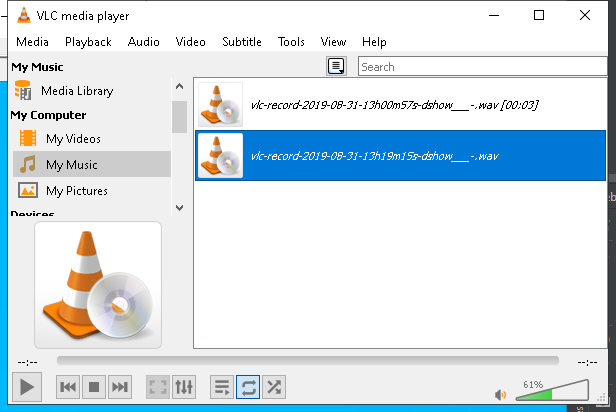 VLC media player
Media Playback Audio Video Subtitle Tools View Help
My Music
Search
Media Library
My Computer
My Videos
My Music
My Pictures
Devices
vlc-record-2019-08-31-13h00m57s-dshow___-.wav [00:03]
vlc-record-2019-08-31-13h19m15s-dshow___-.wav
--:--
--:--
61%